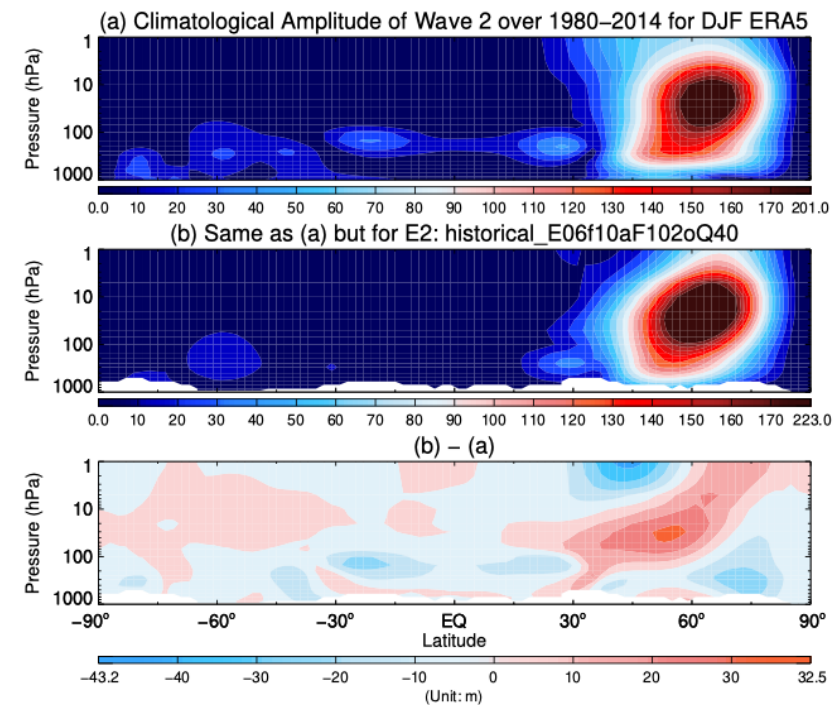 (a) Climatological Amplitude of Wave 2 over 1980−2014 for DJF ERA5
Pressure (hPa)
1
10
100
1000
0.0 10 20 30 40 50 60 70 80 90 100 110 120 130 140 150 160 170 201.0
(b) Same as (a) but for E2: historical_E06f10aF102oQ40
Pressure (hPa)
1
10
100
1000
0.0 10 20 30 40 50 60 70 80 90 100 110 120 130 140 150 160 170 223.0
(b) − (a)
Pressure (hPa)
1
10
100
1000
−90° −60° −30° EQ 30° 60° 90°
Latitude
−43.2 −40 −30 −20 −10 0 10 20 30 32.5
(Unit: m)